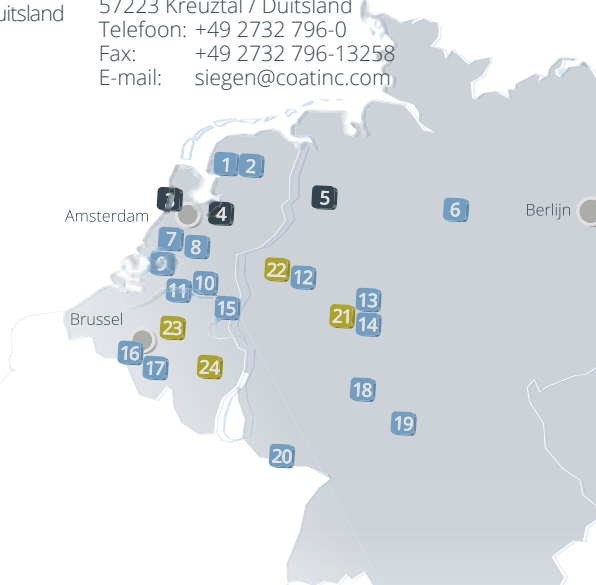 uitsland
57223 Kreuztal / Duitsland
Telefoon: +49 2732 796-0
Fax: +49 2732 796-13258
E-mail: siegen@coatinc.com
1 2
3
5
4
6
Amsterdam
Berlijn
7
8
9
22
12
10
11
13
15
21
14
Brussel
23
16
17
24
18
19
20